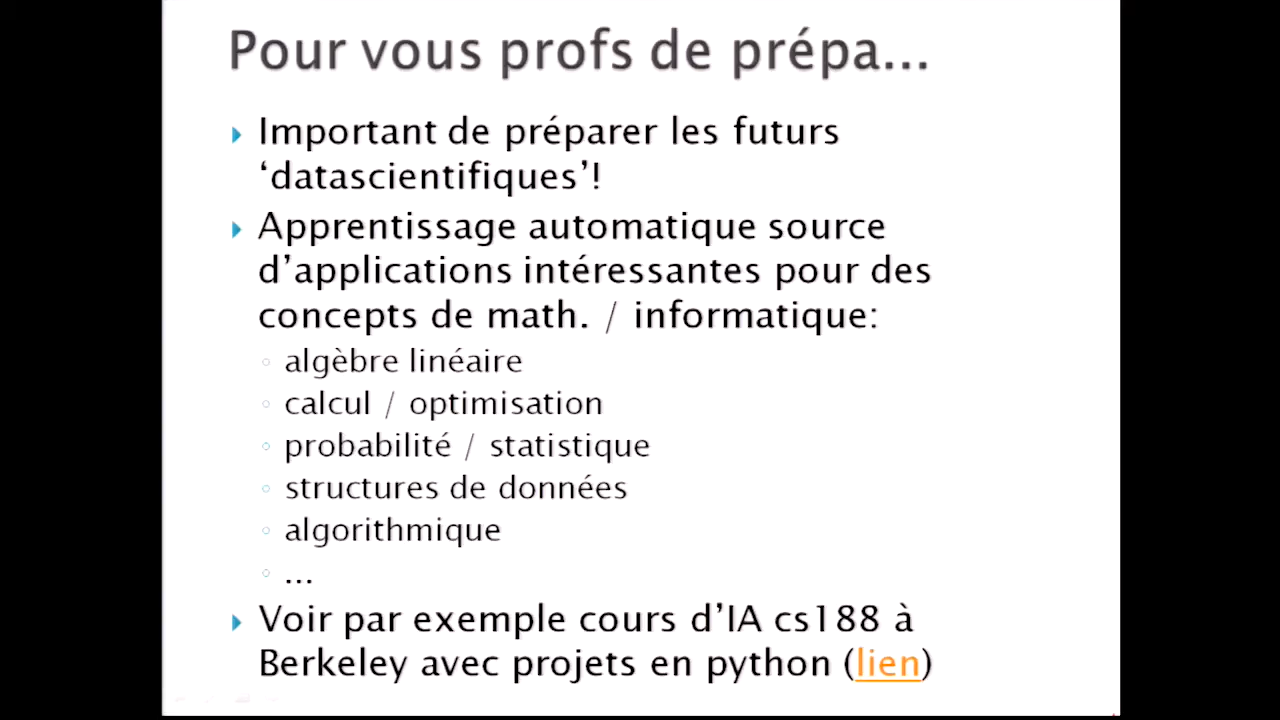 Pour vous profs de prépa...
Important de préparer les futurs
‘datascientifiques’!
Apprentissage automatique source
d’applications intéressantes pour des
concepts de math. / informatique:
algèbre linéaire
calcul / optimisation
probabilité / statistique
structures de données
algorithmique
...
Voir par exemple cours d’IA cs188 à
Berkeley avec projets en python (lien)